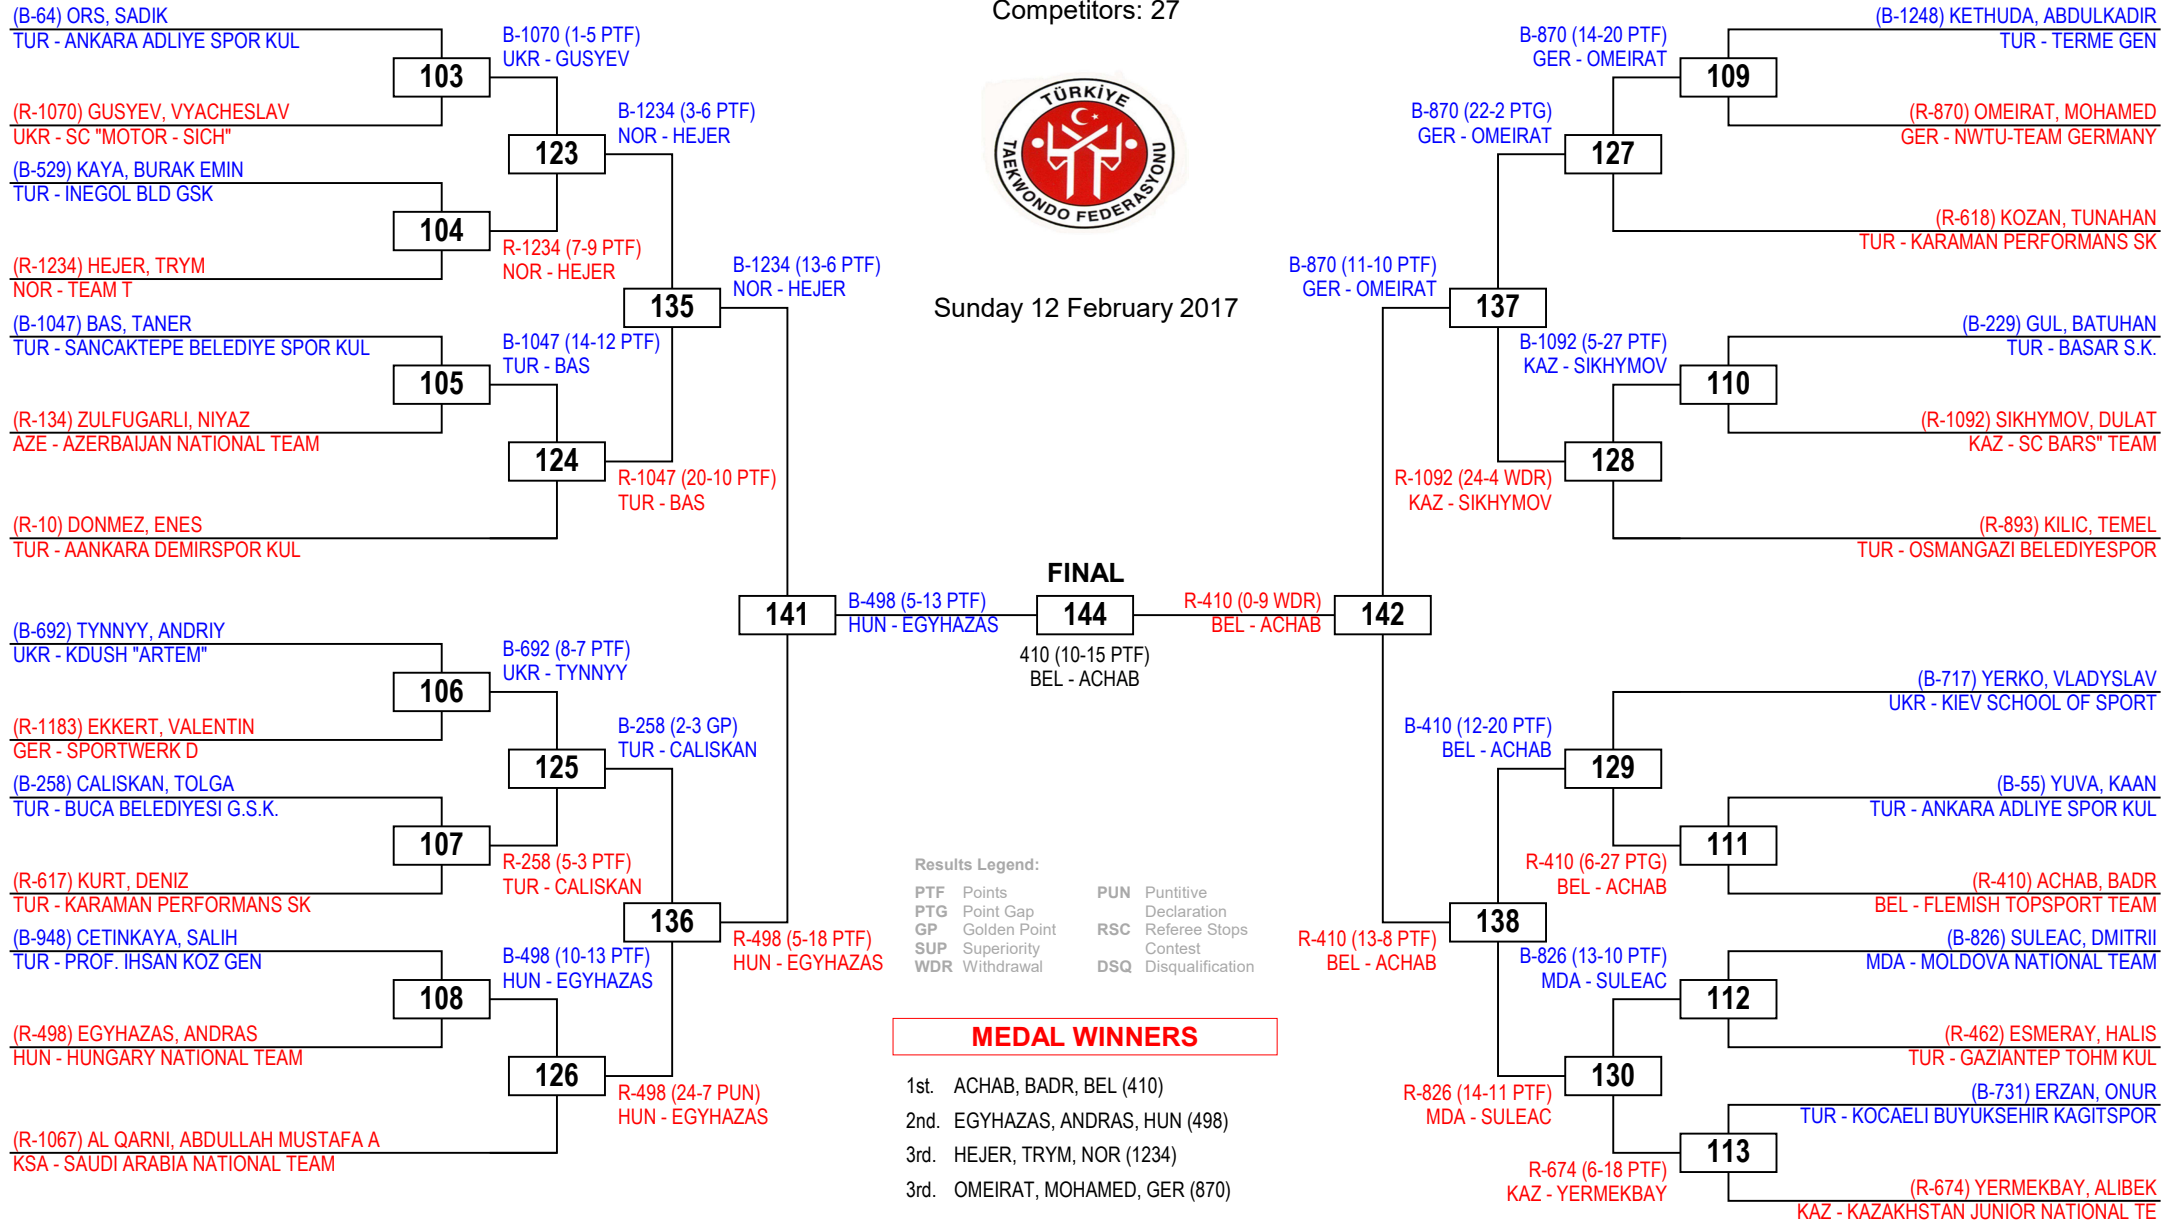 Competitors: 27
TÜRKİYE
TAEKWONDO FEDERASYONU
Sunday 12 February 2017
(B-64) ORS, SADIK
TUR - ANKARA ADLIYE SPOR KUL
103
(R-1070) GUSYEV, VYACHESLAV
UKR - SC "MOTOR - SICH"
(B-529) KAYA, BURAK EMIN
TUR - INEGOL BLD GSK
104
(R-1234) HEJER, TRYM
NOR - TEAM T
(B-1047) BAS, TANER
TUR - SANCAKTEPE BELEDIYE SPOR KUL
105
(R-134) ZULFUGARLI, NIYAZ
AZE - AZERBAIJAN NATIONAL TEAM
(R-10) DONMEZ, ENES
TUR - AANKARA DEMIRSPOR KUL
(B-692) TYNNYY, ANDRIY
UKR - KDUSH "ARTEM"
106
(R-1183) EKKERT, VALENTIN
GER - SPORTWERK D
(B-258) CALISKAN, TOLGA
TUR - BUCA BELEDIYESI G.S.K.
107
(R-617) KURT, DENIZ
TUR - KARAMAN PERFORMANS SK
(B-948) CETINKAYA, SALIH
TUR - PROF. IHSAN KOZ GEN
108
(R-498) EGYHAZAS, ANDRAS
HUN - HUNGARY NATIONAL TEAM
(R-1067) AL QARNI, ABDULLAH MUSTAFA A
KSA - SAUDI ARABIA NATIONAL TEAM
B-1070 (1-5 PTF)
UKR - GUSYEV
123
R-1234 (7-9 PTF)
NOR - HEJER
B-1047 (14-12 PTF)
TUR - BAS
124
B-692 (8-7 PTF)
UKR - TYNNYY
125
R-258 (5-3 PTF)
TUR - CALISKAN
B-498 (10-13 PTF)
HUN - EGYHAZAS
126
B-1234 (3-6 PTF)
NOR - HEJER
135
R-1047 (20-10 PTF)
TUR - BAS
B-258 (2-3 GP)
TUR - CALISKAN
136
R-498 (24-7 PUN)
HUN - EGYHAZAS
B-1234 (13-6 PTF)
NOR - HEJER
141
R-498 (5-18 PTF)
HUN - EGYHAZAS
B-498 (5-13 PTF)
HUN - EGYHAZAS
FINAL
144
410 (10-15 PTF)
BEL - ACHAB
R-410 (0-9 WDR)
BEL - ACHAB
142
B-870 (11-10 PTF)
GER - OMEIRAT
137
R-410 (13-8 PTF)
BEL - ACHAB
138
B-870 (22-2 PTG)
GER - OMEIRAT
127
R-1092 (24-4 WDR)
KAZ - SIKHYMOV
128
B-410 (12-20 PTF)
BEL - ACHAB
129
R-826 (14-11 PTF)
MDA - SULEAC
130
B-870 (14-20 PTF)
GER - OMEIRAT
B-1092 (5-27 PTF)
KAZ - SIKHYMOV
R-410 (6-27 PTG)
BEL - ACHAB
B-826 (13-10 PTF)
MDA - SULEAC
R-674 (6-18 PTF)
KAZ - YERMEKBAY
(B-1248) KETHUDA, ABDULKADIR
TUR - TERME GEN
109
(R-870) OMEIRAT, MOHAMED
GER - NWTU-TEAM GERMANY
(R-618) KOZAN, TUNAHAN
TUR - KARAMAN PERFORMANS SK
(B-229) GUL, BATUHAN
TUR - BASAR S.K.
110
(R-1092) SIKHYMOV, DULAT
KAZ - SC BARS" TEAM
(R-893) KILIC, TEMEL
TUR - OSMANGAZI BELEDIYESPOR
(B-717) YERKO, VLADYSLAV
UKR - KIEV SCHOOL OF SPORT
(B-55) YUVA, KAAN
TUR - ANKARA ADLIYE SPOR KUL
111
(R-410) ACHAB, BADR
BEL - FLEMISH TOPSPORT TEAM
(B-826) SULEAC, DMITRII
MDA - MOLDOVA NATIONAL TEAM
112
(R-462) ESMERAY, HALIS
TUR - GAZIANTEP TOHM KUL
(B-731) ERZAN, ONUR
TUR - KOCAELI BUYUKSEHIR KAGITSPOR
113
(R-674) YERMEKBAY, ALIBEK
KAZ - KAZAKHSTAN JUNIOR NATIONAL TE
Results Legend:
PTF Points
PTG Point Gap
GP Golden Point
SUP Superiority
WDR Withdrawal
PUN Puntitive
Declaration
RSC Referee Stops
Contest
DSQ Disqualification
MEDAL WINNERS
1st. ACHAB, BADR, BEL (410)
2nd. EGYHAZAS, ANDRAS, HUN (498)
3rd. HEJER, TRYM, NOR (1234)
3rd. OMEIRAT, MOHAMED, GER (870)